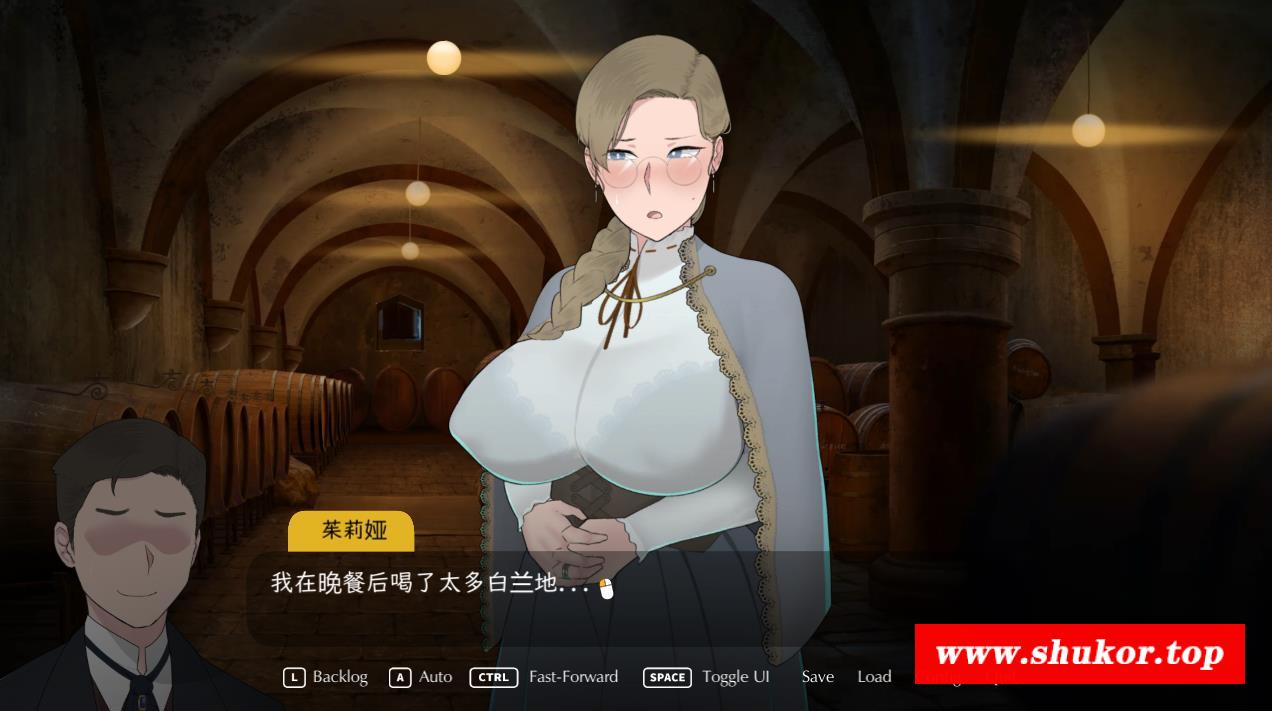 茱莉娅
我在晚餐后喝了太多白兰地...
L Backlog A Auto CTRL Fast-Forward SPACE Toggle UI Save Load
www.shukor.top